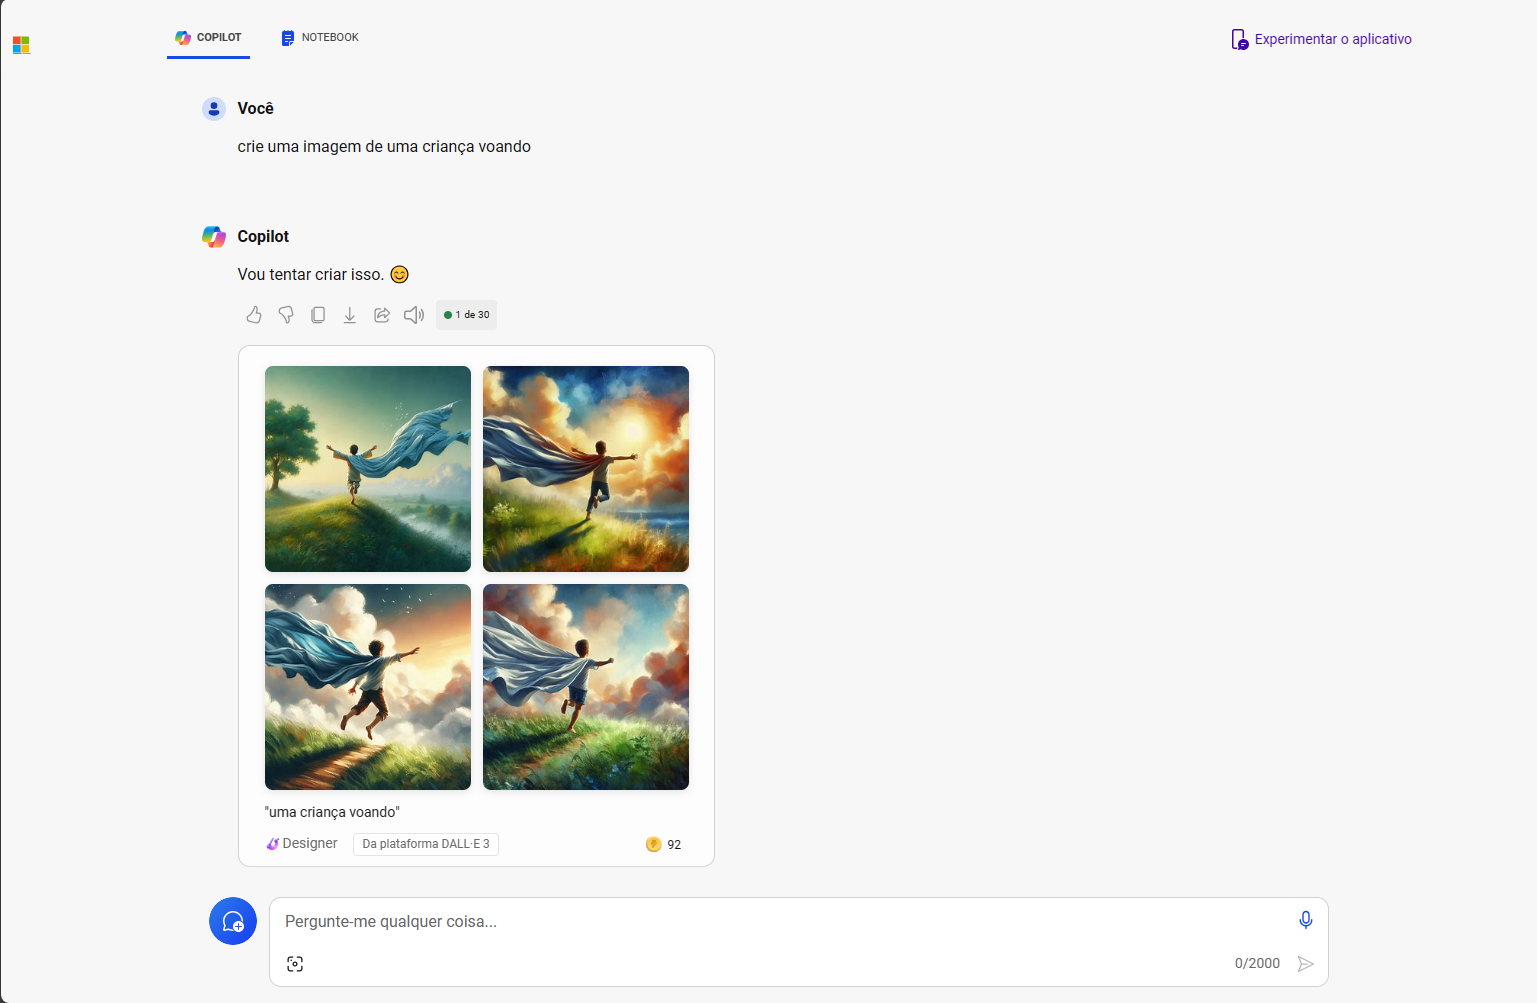 COPILOT
NOTEBOOK
Experimentar o aplicativo
Você
crie uma imagem de uma criança voando
Copilot
Vou tentar criar isso. 😊
1 de 30
"uma criança voando"
Designer
Da plataforma DALL·E 3
92
Pergunte-me qualquer coisa...
0/2000